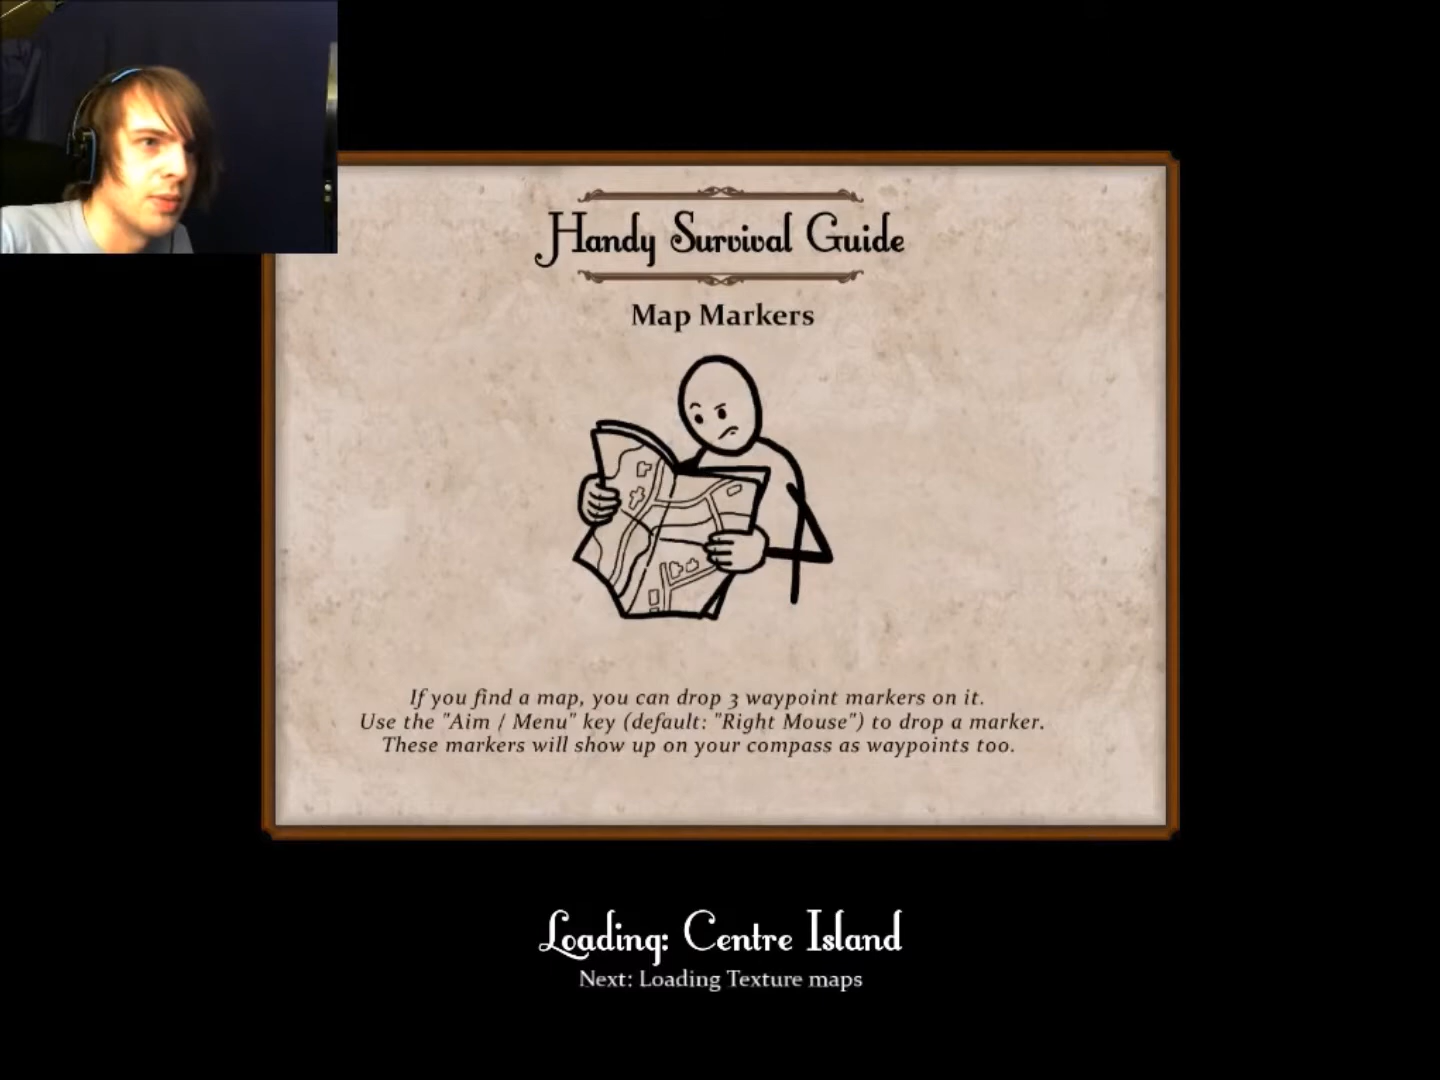 Handy Survival Guide
Map Markers
If you find a map, you can drop 3 waypoint markers on it.
Use the "Aim / Menu" key (default: "Right Mouse") to drop a marker.
These markers will show up on your compass as waypoints too.
Loading: Centre Island
Next: Loading Texture maps